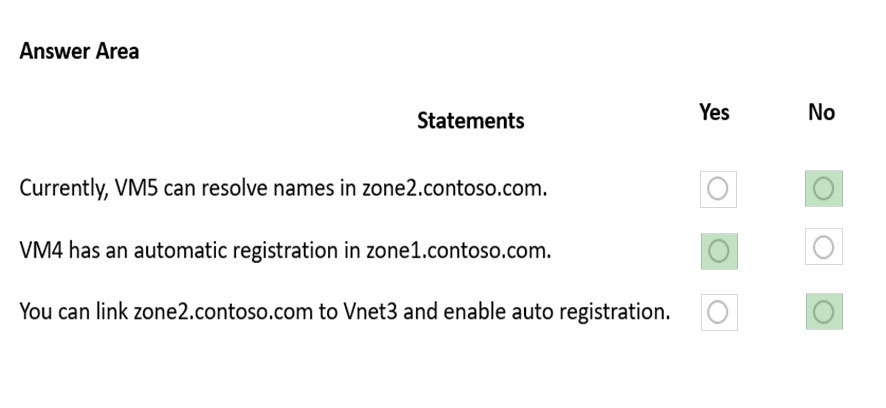 Answer Area
Statements Yes No
Currently, VM5 can resolve names in zone2.contoso.com.
VM4 has an automatic registration in zone1.contoso.com.
You can link zone2.contoso.com to Vnet3 and enable auto registration.